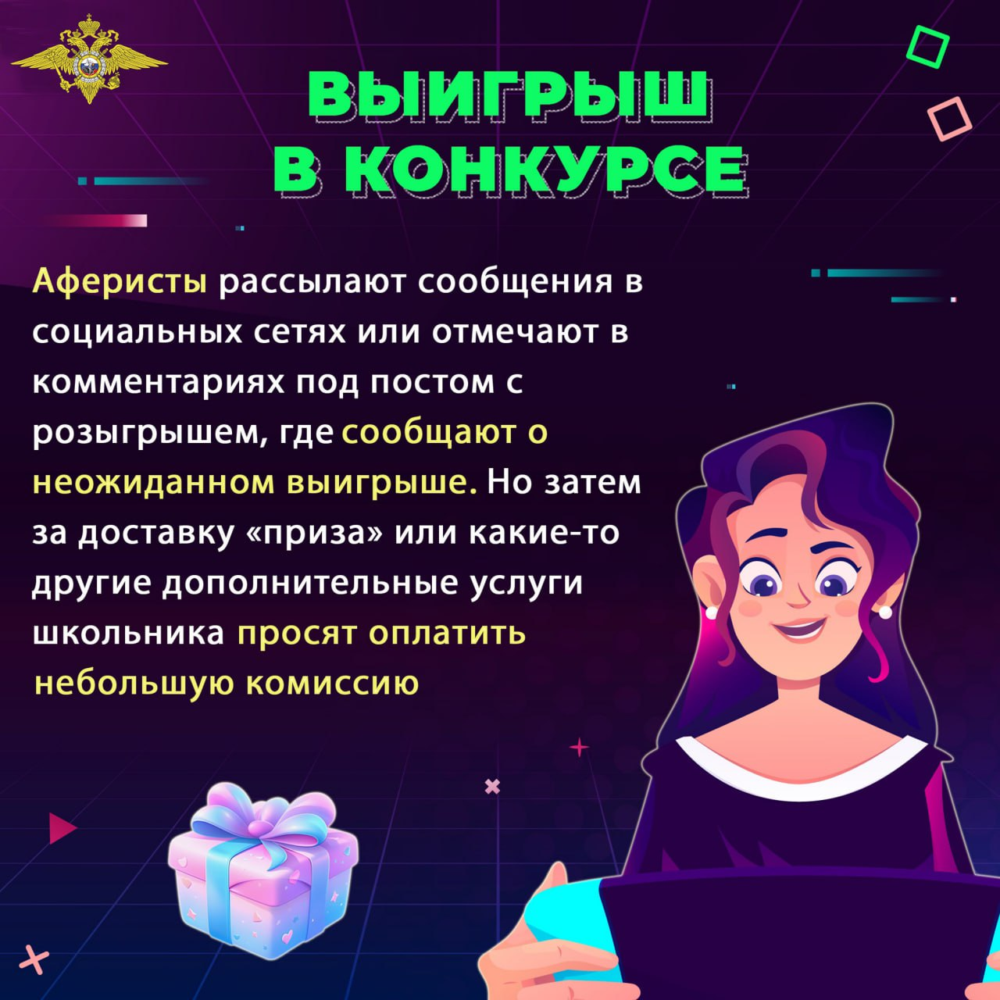 ВЫИГРЫШ
В КОНКУРСЕ
Аферисты рассылают сообщения в
социальных сетях или отмечают в
комментариях под постом с
розыгрышем, где сообщают о
неожиданном выигрыше. Но затем
за доставку «приза» или какие-то
другие дополнительные услуги
школьника просят оплатить
небольшую комиссию